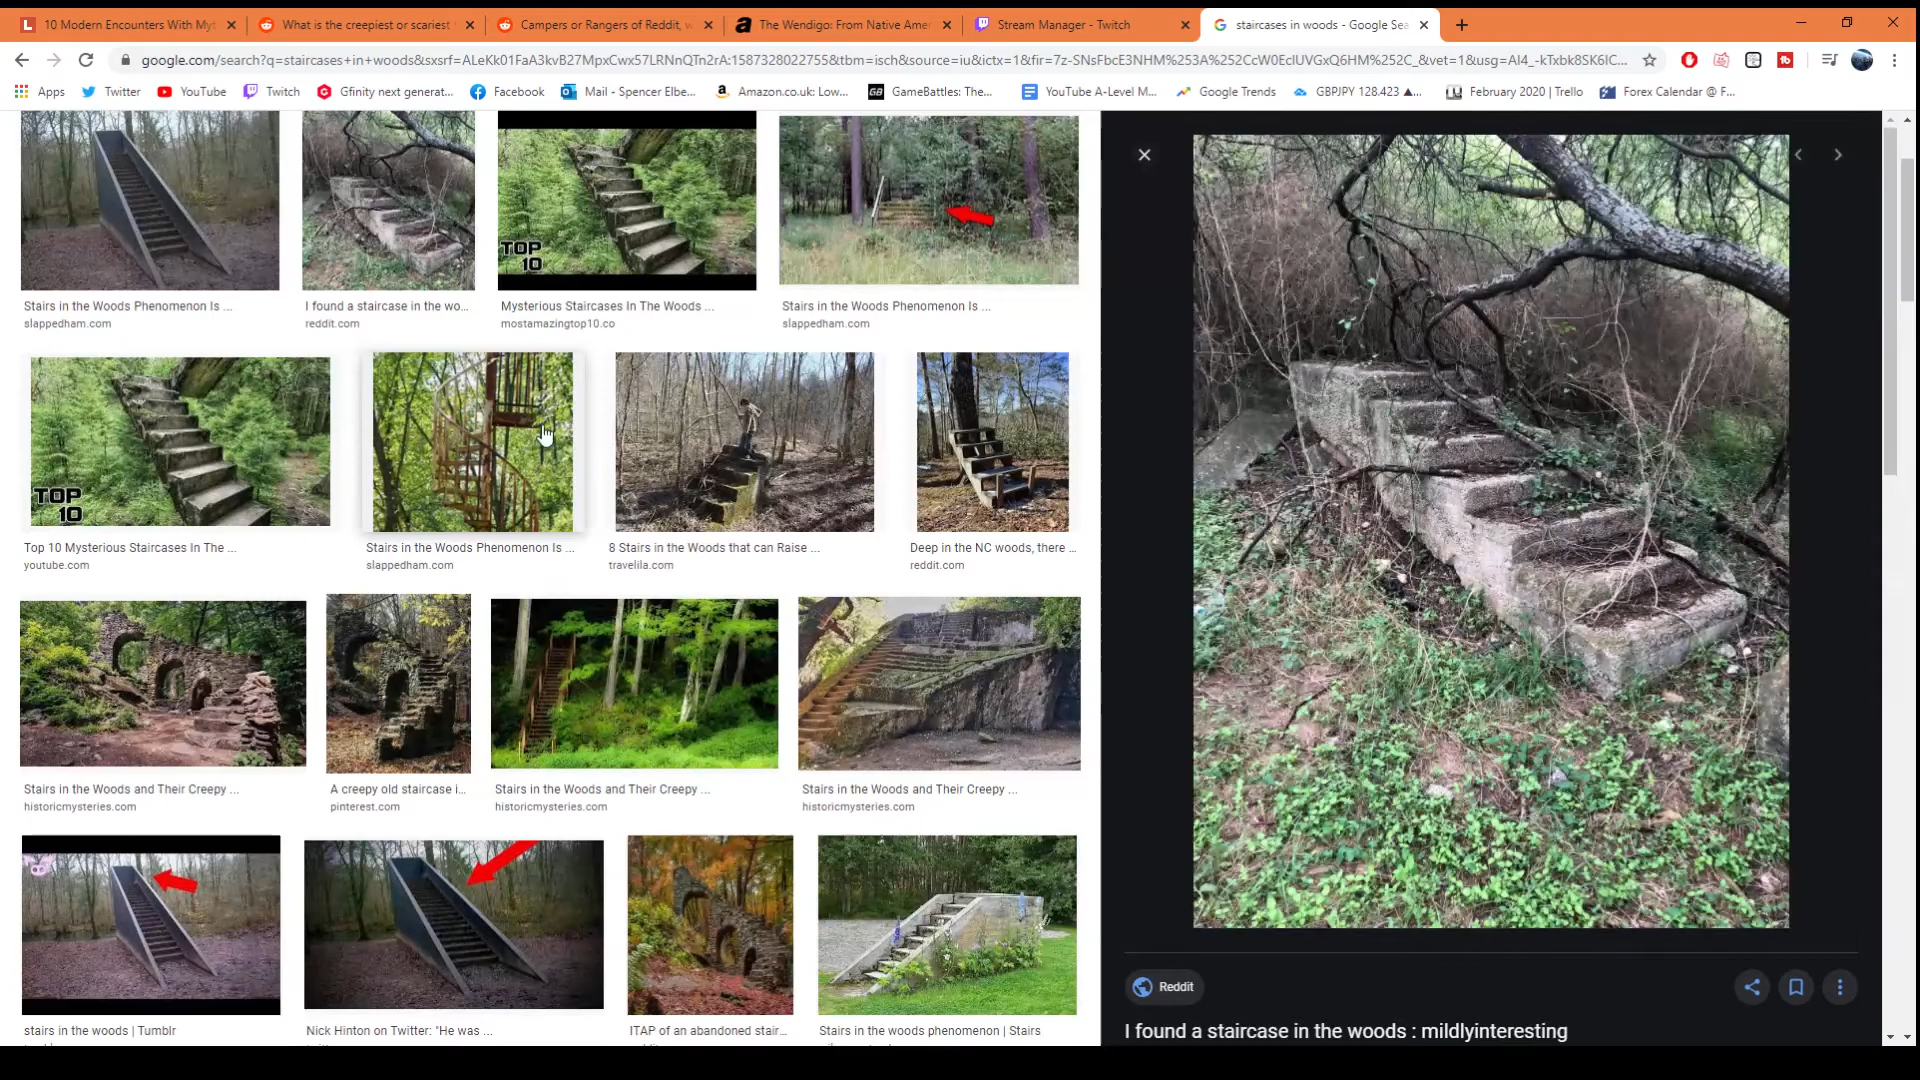 10 Modern Encounters With Myt
What is the creepiest or scariest
Campers or Rangers of Reddit, w
The Wendigo: From Native Amer
Stream Manager - Twitch
staircases in woods - Google Sea
google.com/search?q=staircases+in+woods&sxsrf=ALeKk01FaA3kvB27MpxCwx57LRNnQTn2rA:1587328022755&tbm=isch&source=iu&ictx=1&fir=7z-SNsFbcE3NHM%253A%252CcW0EclUVGxQ6HM%252C_&vet=1&usg=AI4_-kTxbk8SK6lC...
Apps
Twitter
YouTube
Twitch
Gfinity next generat...
Facebook
Mail - Spencer Elbe...
Amazon.co.uk: Low...
GameBattles: The...
YouTube A-Level M...
Google Trends
GBPJPY 128.423 ▲...
February 2020 | Trello
Forex Calendar @ F...
TOP
10
Stairs in the Woods Phenomenon Is ...
slappedham.com
I found a staircase in the wo...
reddit.com
Mysterious Staircases In The Woods ...
mostamazingtop10.co
Stairs in the Woods Phenomenon Is ...
slappedham.com
TOP
10
Top 10 Mysterious Staircases In The ...
youtube.com
Stairs in the Woods Phenomenon Is ...
slappedham.com
8 Stairs in the Woods that can Raise ...
travelila.com
Deep in the NC woods, there ...
reddit.com
Stairs in the Woods and Their Creepy ...
historicmysteries.com
A creepy old staircase i...
pinterest.com
Stairs in the Woods and Their Creepy ...
historicmysteries.com
Stairs in the Woods and Their Creepy ...
historicmysteries.com
stairs in the woods | Tumblr
Nick Hinton on Twitter: "He was ...
ITAP of an abandoned stair...
Stairs in the woods phenomenon | Stairs
Reddit
I found a staircase in the woods : mildlyinteresting